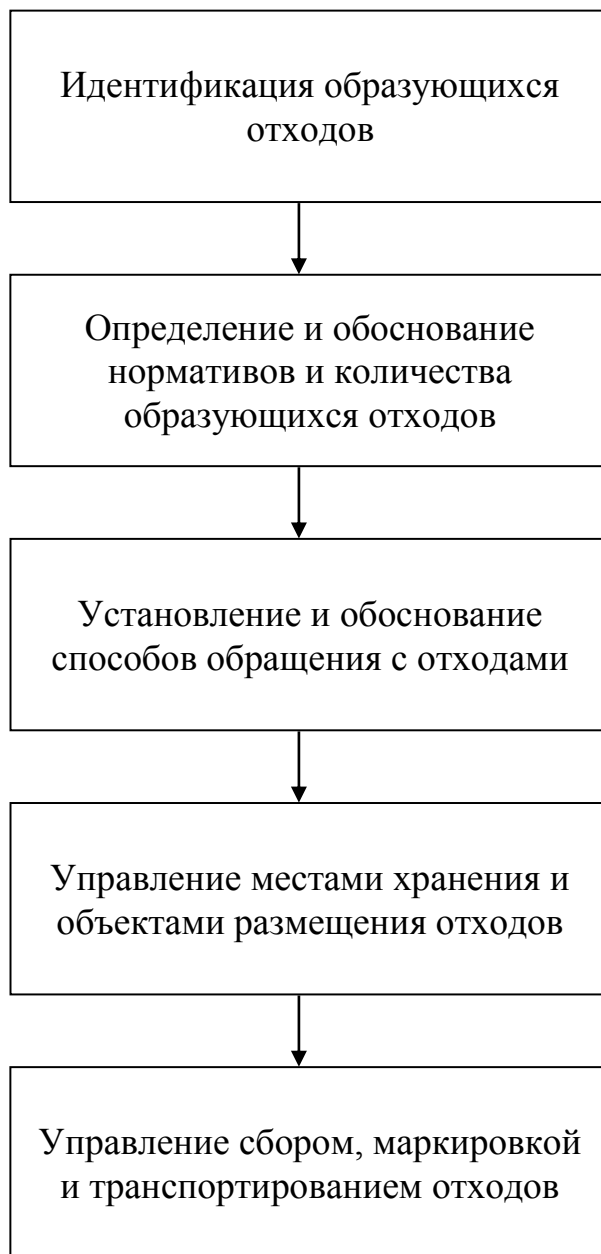 Идентификация образующихся
отходов
Определение и обоснование
нормативов и количества
образующихся отходов
Установление и обоснование
способов обращения с отходами
Управление местами хранения и
объектами размещения отходов
Управление сбором, маркировкой
и транспортированием отходов